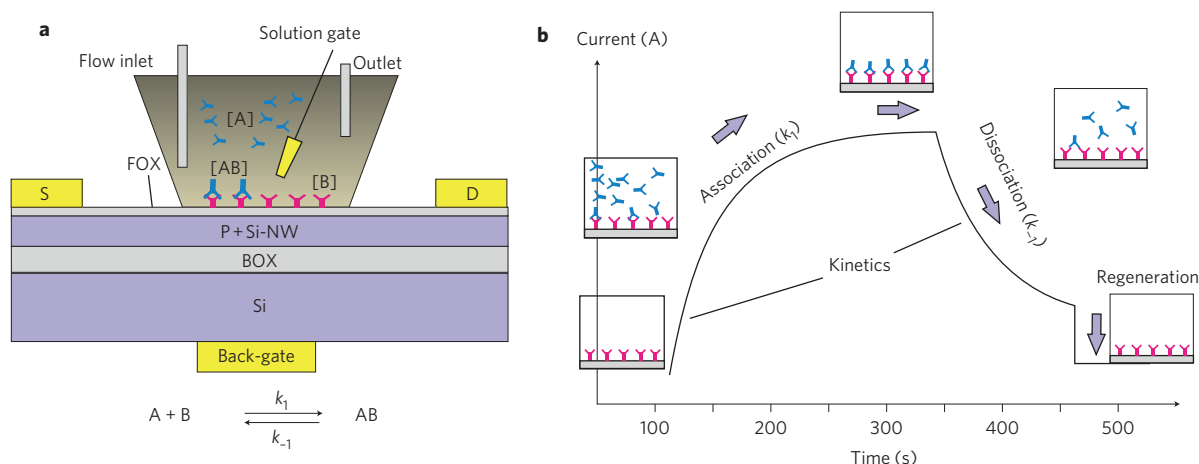 a
Solution gate
Flow inlet
Outlet
[A]
FOX
[AB]
[B]
S
D
P + Si-NW
BOX
Si
Back-gate
k₁
A + B
AB
k₋₁
b
Current (A)
Association (k₁)
Dissociation (k₋₁)
Kinetics
Regeneration
100 200 300 400 500
Time (s)